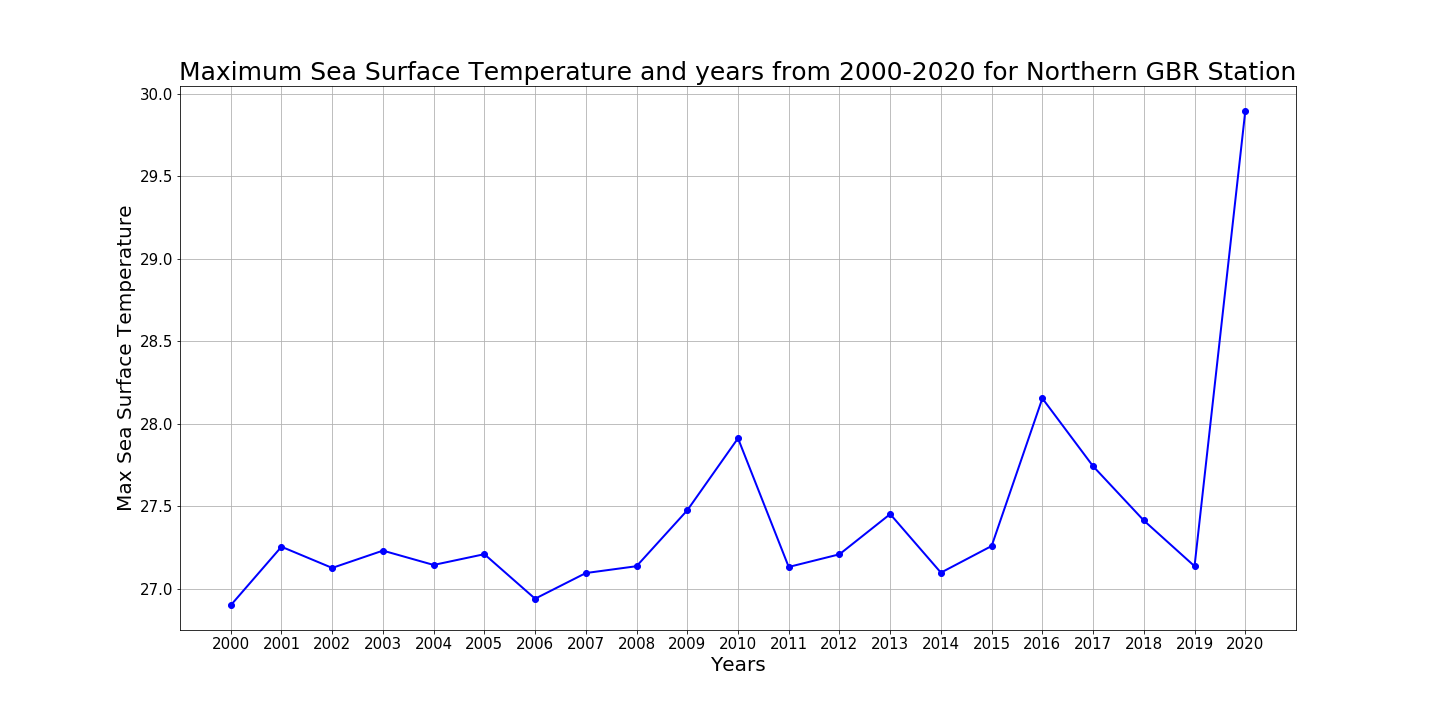 Maximum Sea Surface Temperature and years from 2000-2020 for Northern GBR Station
30.0
29.5
29.0
28.5
28.0
27.5
27.0
Max Sea Surface Temperature
2000 2001 2002 2003 2004 2005 2006 2007 2008 2009 2010 2011 2012 2013 2014 2015 2016 2017 2018 2019 2020
Years